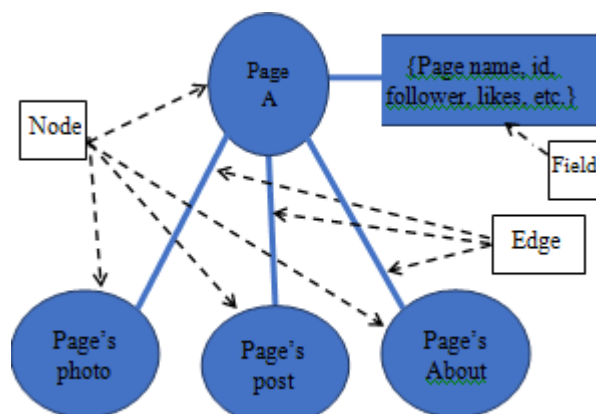 Page
A
{Page name, id,
follower, likes, etc.}
Node
Field
Edge
Page's
photo
Page's
post
Page's
About